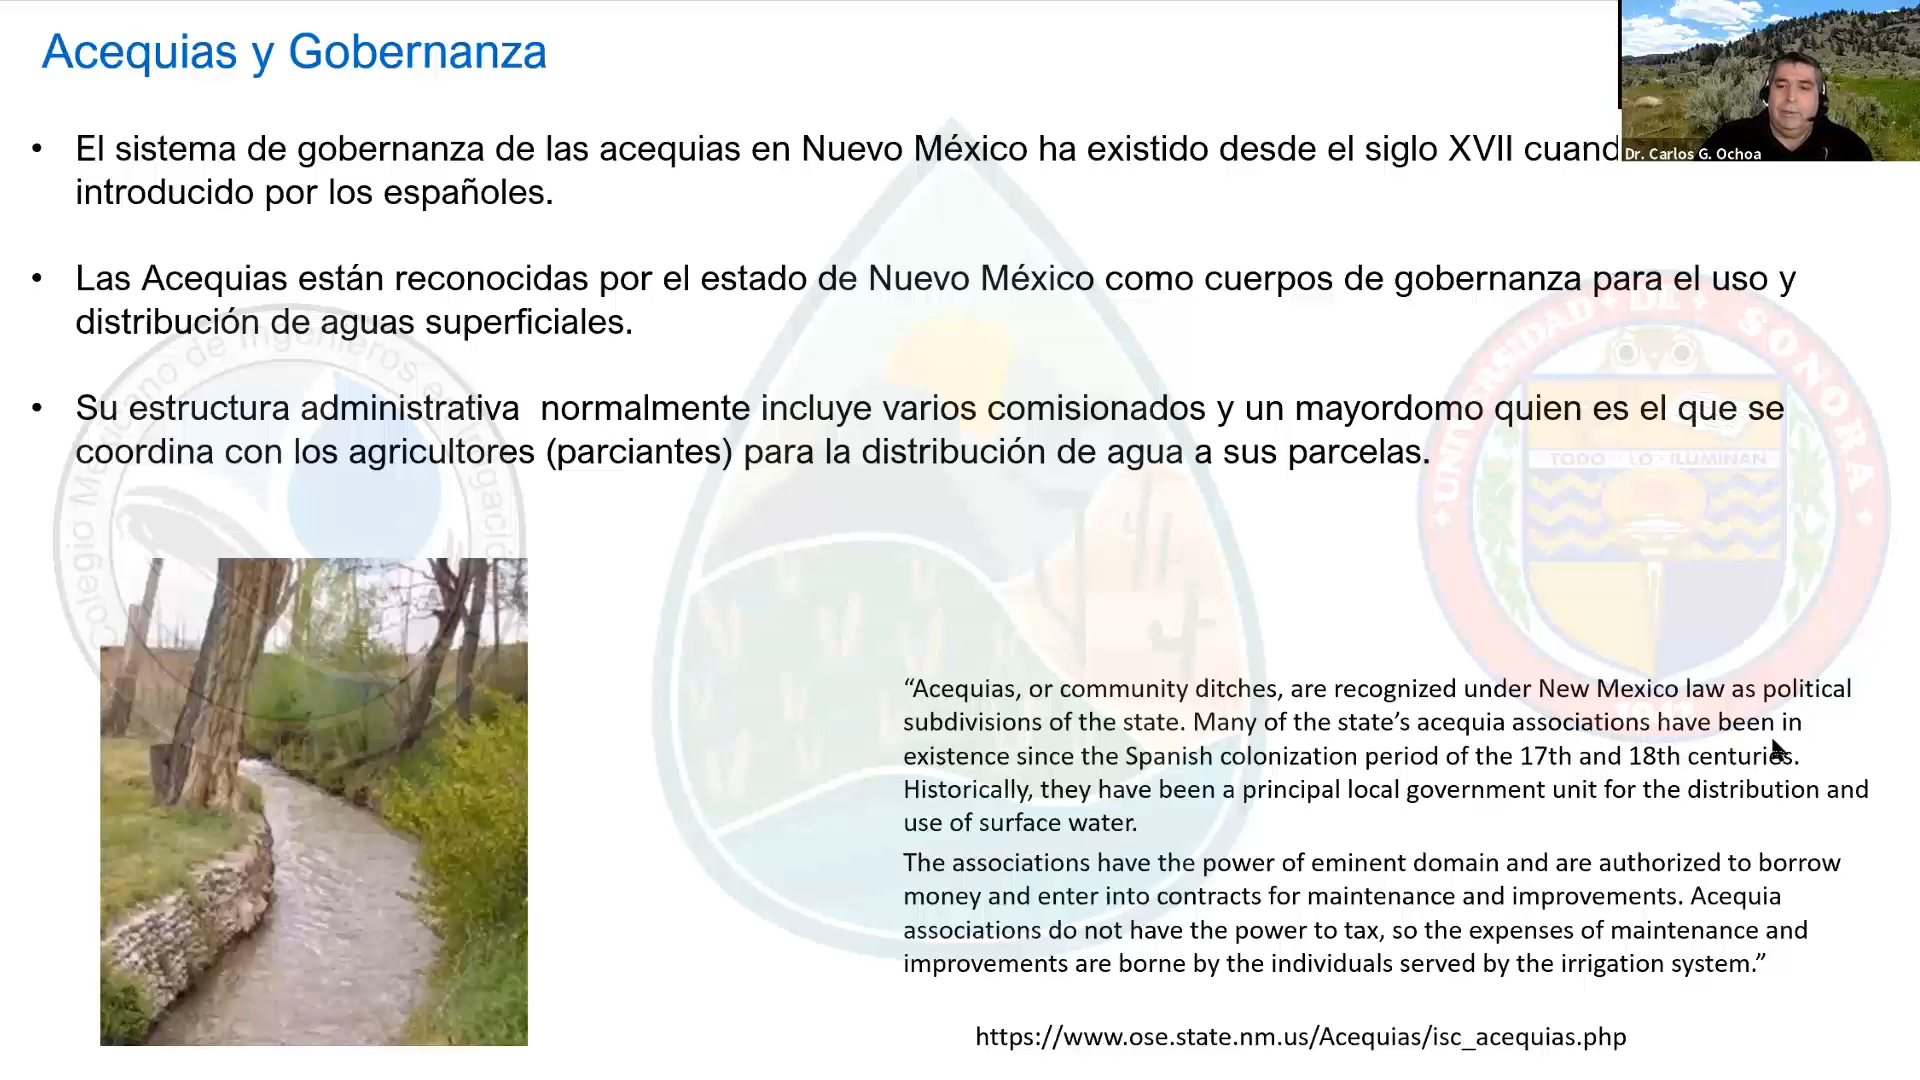 Acequias y Gobernanza
Dr. Carlos G. Ochoa
• El sistema de gobernanza de las acequias en Nuevo México ha existido desde el siglo XVII cuand
introducido por los españoles.
• Las Acequias están reconocidas por el estado de Nuevo México como cuerpos de gobernanza para el uso y
distribución de aguas superficiales.
• Su estructura administrativa normalmente incluye varios comisionados y un mayordomo quien es el que se
coordina con los agricultores (parciantes) para la distribución de agua a sus parcelas.
UNIVERSIDAD DE SONORA
TODO LO ILUMINAN
“Acequias, or community ditches, are recognized under New Mexico law as political
subdivisions of the state. Many of the state’s acequia associations have been in
existence since the Spanish colonization period of the 17th and 18th centuries.
Historically, they have been a principal local government unit for the distribution and
use of surface water.
The associations have the power of eminent domain and are authorized to borrow
money and enter into contracts for maintenance and improvements. Acequia
associations do not have the power to tax, so the expenses of maintenance and
improvements are borne by the individuals served by the irrigation system.”
https://www.ose.state.nm.us/Acequias/isc_acequias.php